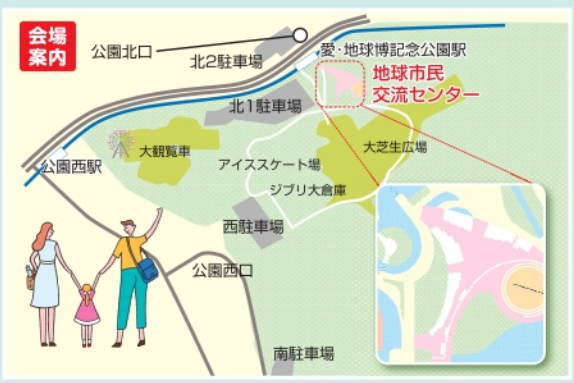 会場
案内
公園北口
北2駐車場
愛・地球博記念公園駅
地球市民
交流センター
北1駐車場
大観覧車
大芝生広場
アイススケート場
公園西駅
ジブリ大倉庫
西駐車場
公園西口
南駐車場